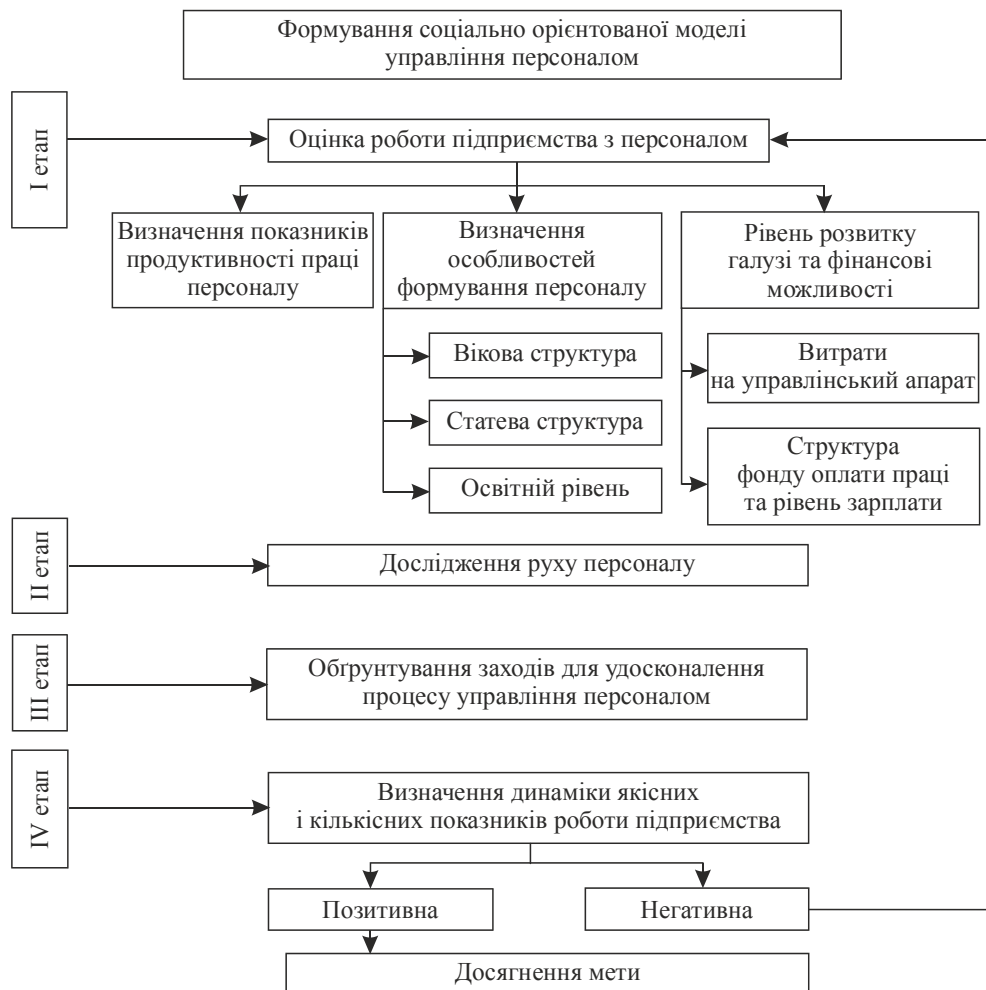 Формування соціально орієнтованої моделі
управління персоналом
I етап
Оцінка роботи підприємства з персоналом
Визначення показників
продуктивності праці
персоналу
Визначення
особливостей
формування персоналу
Рівень розвитку
галузі та фінансові
можливості
Вікова структура
Статева структура
Освітній рівень
Витрати
на управлінський апарат
Структура
фонду оплати праці
та рівень зарплати
II етап
Дослідження руху персоналу
III етап
Обґрунтування заходів для удосконалення
процесу управління персоналом
IV етап
Визначення динаміки якісних
і кількісних показників роботи підприємства
Позитивна
Негативна
Досягнення мети